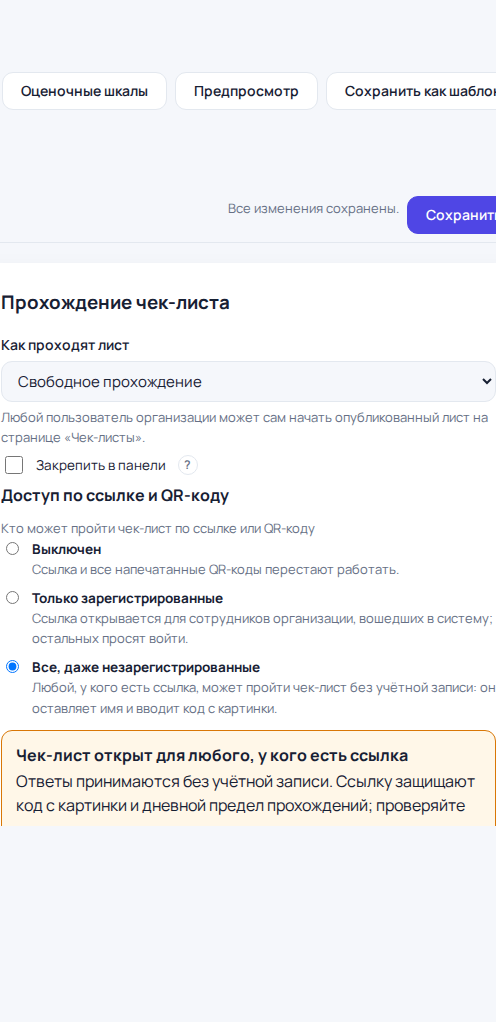 Оценочные шкалы Предпросмотр Сохранить как
Все изменения сохранены. Сохранить
Прохождение чек-листа
Как проходят лист
Свободное прохождение
Любой пользователь организации может сам начать опубликованный лист на
странице «Чек-листы».
Закрепить в панели ?
Доступ по ссылке и QR-коду
Кто может пройти чек-лист по ссылке или QR-коду
Выключен
Ссылка и все напечатанные QR-коды перестают работать.
Только зарегистрированные
Ссылка открывается для сотрудников организации, вошедших в систему;
остальных просят войти.
Все, даже незарегистрированные
Любой, у кого есть ссылка, может пройти чек-лист без учётной записи: он
оставляет имя и вводит код с картинки.
Чек-лист открыт для любого, у кого есть ссылка
Ответы принимаются без учётной записи. Ссылку защищают
код с картинки и дневной предел прохождений; проверяйте